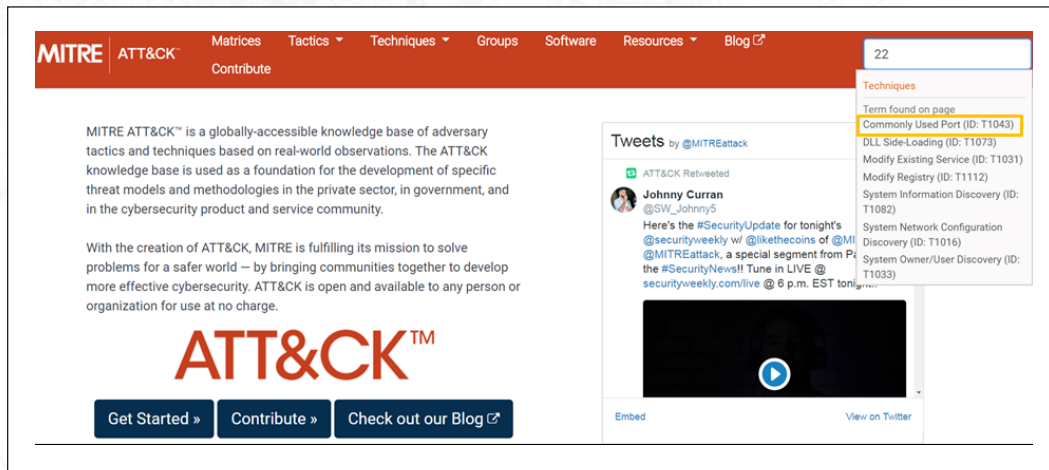 MITRE ATT&CK™
Matrices Tactics Techniques Groups Software Resources Blog
Contribute
22
Techniques
Term found on page
Commonly Used Port (ID: T1043)
DLL Side-Loading (ID: T1073)
Modify Existing Service (ID: T1031)
Modify Registry (ID: T1112)
System Information Discovery (ID:
T1082)
System Network Configuration
Discovery (ID: T1016)
System Owner/User Discovery (ID:
T1033)
MITRE ATT&CK™ is a globally-accessible knowledge base of adversary
tactics and techniques based on real-world observations. The ATT&CK
knowledge base is used as a foundation for the development of specific
threat models and methodologies in the private sector, in government, and
in the cybersecurity product and service community.
With the creation of ATT&CK, MITRE is fulfilling its mission to solve
problems for a safer world — by bringing communities together to develop
more effective cybersecurity. ATT&CK is open and available to any person or
organization for use at no charge.
ATT&CK™
Get Started »
Contribute »
Check out our Blog
Tweets by @MITREattack
ATT&CK Retweeted
Johnny Curran
@SW_Johnny5
Here's the #SecurityUpdate for tonight's
@securityweekly w/ @likethecoins of @MI
@MITREattack, a special segment from Pa
the #SecurityNews!! Tune in LIVE @
securityweekly.com/live @ 6 p.m. EST
Embed
View on Twitter